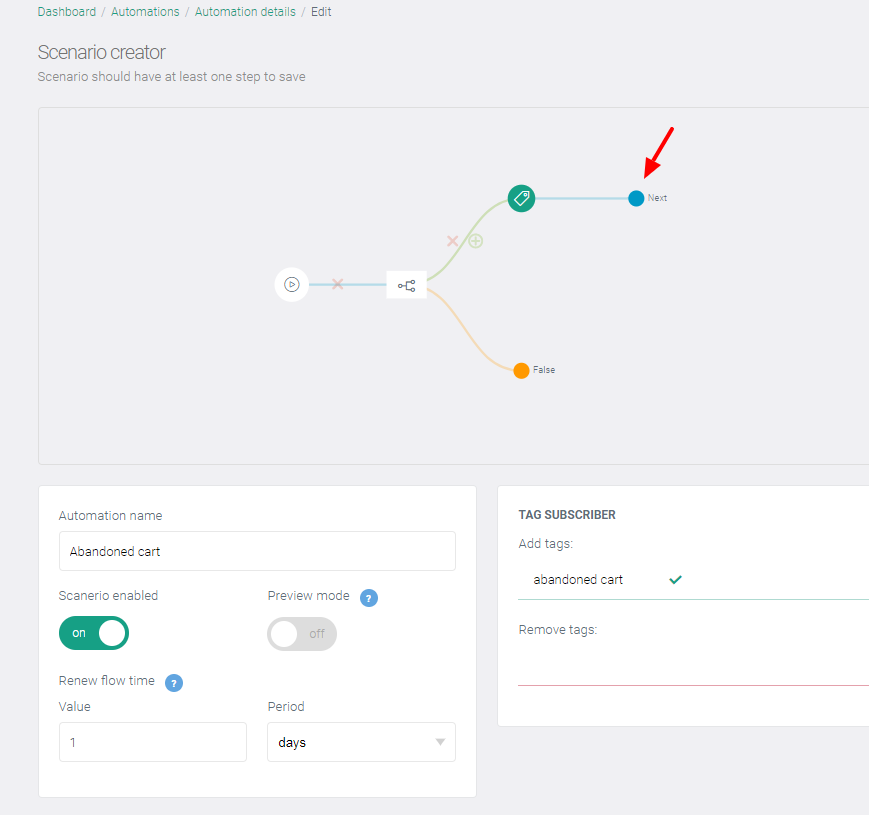 Dashboard / Automations / Automation details / Edit
Scenario creator
Scenario should have at least one step to save
Next
False
Automation name
Abandoned cart
Scanerio enabled
Preview mode ?
on
off
Renew flow time ?
Value
Period
1
days
TAG SUBSCRIBER
Add tags:
abandoned cart
Remove tags: